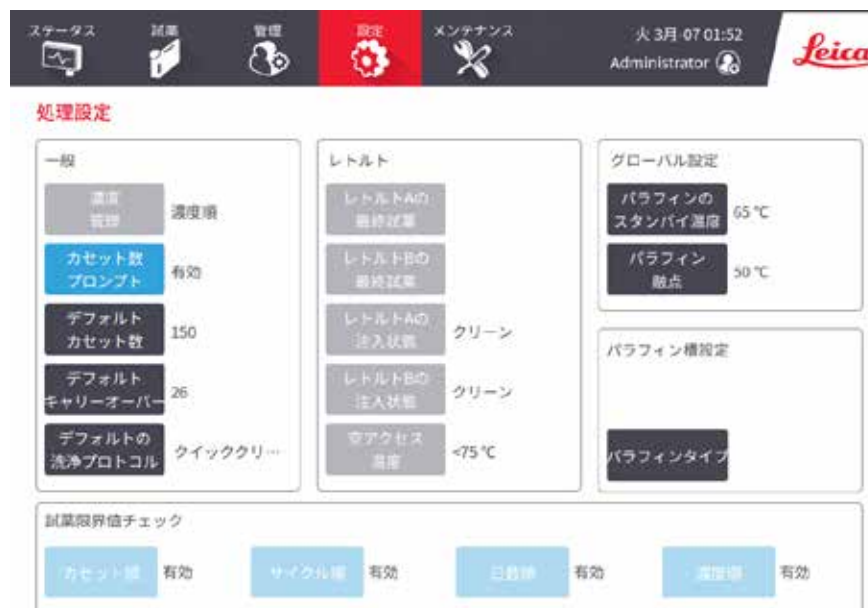 ステータス
試薬
管理
設定
メンテナンス
火 3月 07 01:52
Administrator
Leica
処理設定
一般
濃度
管理
濃度順
カセット数
プロンプト
有効
デフォルト
カセット数
150
デフォルト
キャリーオーバー
26
デフォルトの
洗浄プロトコル
クイッククリ…
レトルト
レトルトAの
最終試薬
レトルトBの
最終試薬
レトルトAの
注入状態
クリーン
レトルトBの
注入状態
クリーン
空アクセス
温度
<75 ℃
グローバル設定
パラフィンの
スタンバイ温度
65 ℃
パラフィン
融点
50 ℃
パラフィン槽設定
パラフィンタイプ
試薬限界値チェック
カセット順
有効
サイクル順
有効
日数順
有効
濃度順
有効